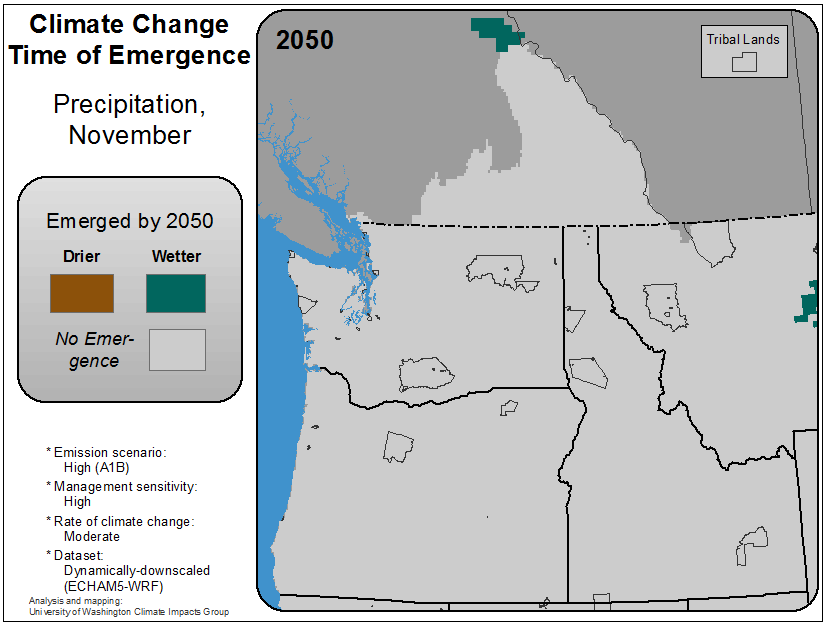 Climate Change
Time of Emergence
Precipitation,
November
Emerged by 2050
Drier Wetter
No Emer-
gence
* Emission scenario:
High (A1B)
* Management sensitivity:
High
* Rate of climate change:
Moderate
* Dataset:
Dynamically-downscaled
(ECHAM5-WRF)
Analysis and mapping:
University of Washington Climate Impacts Group
2050
Tribal Lands